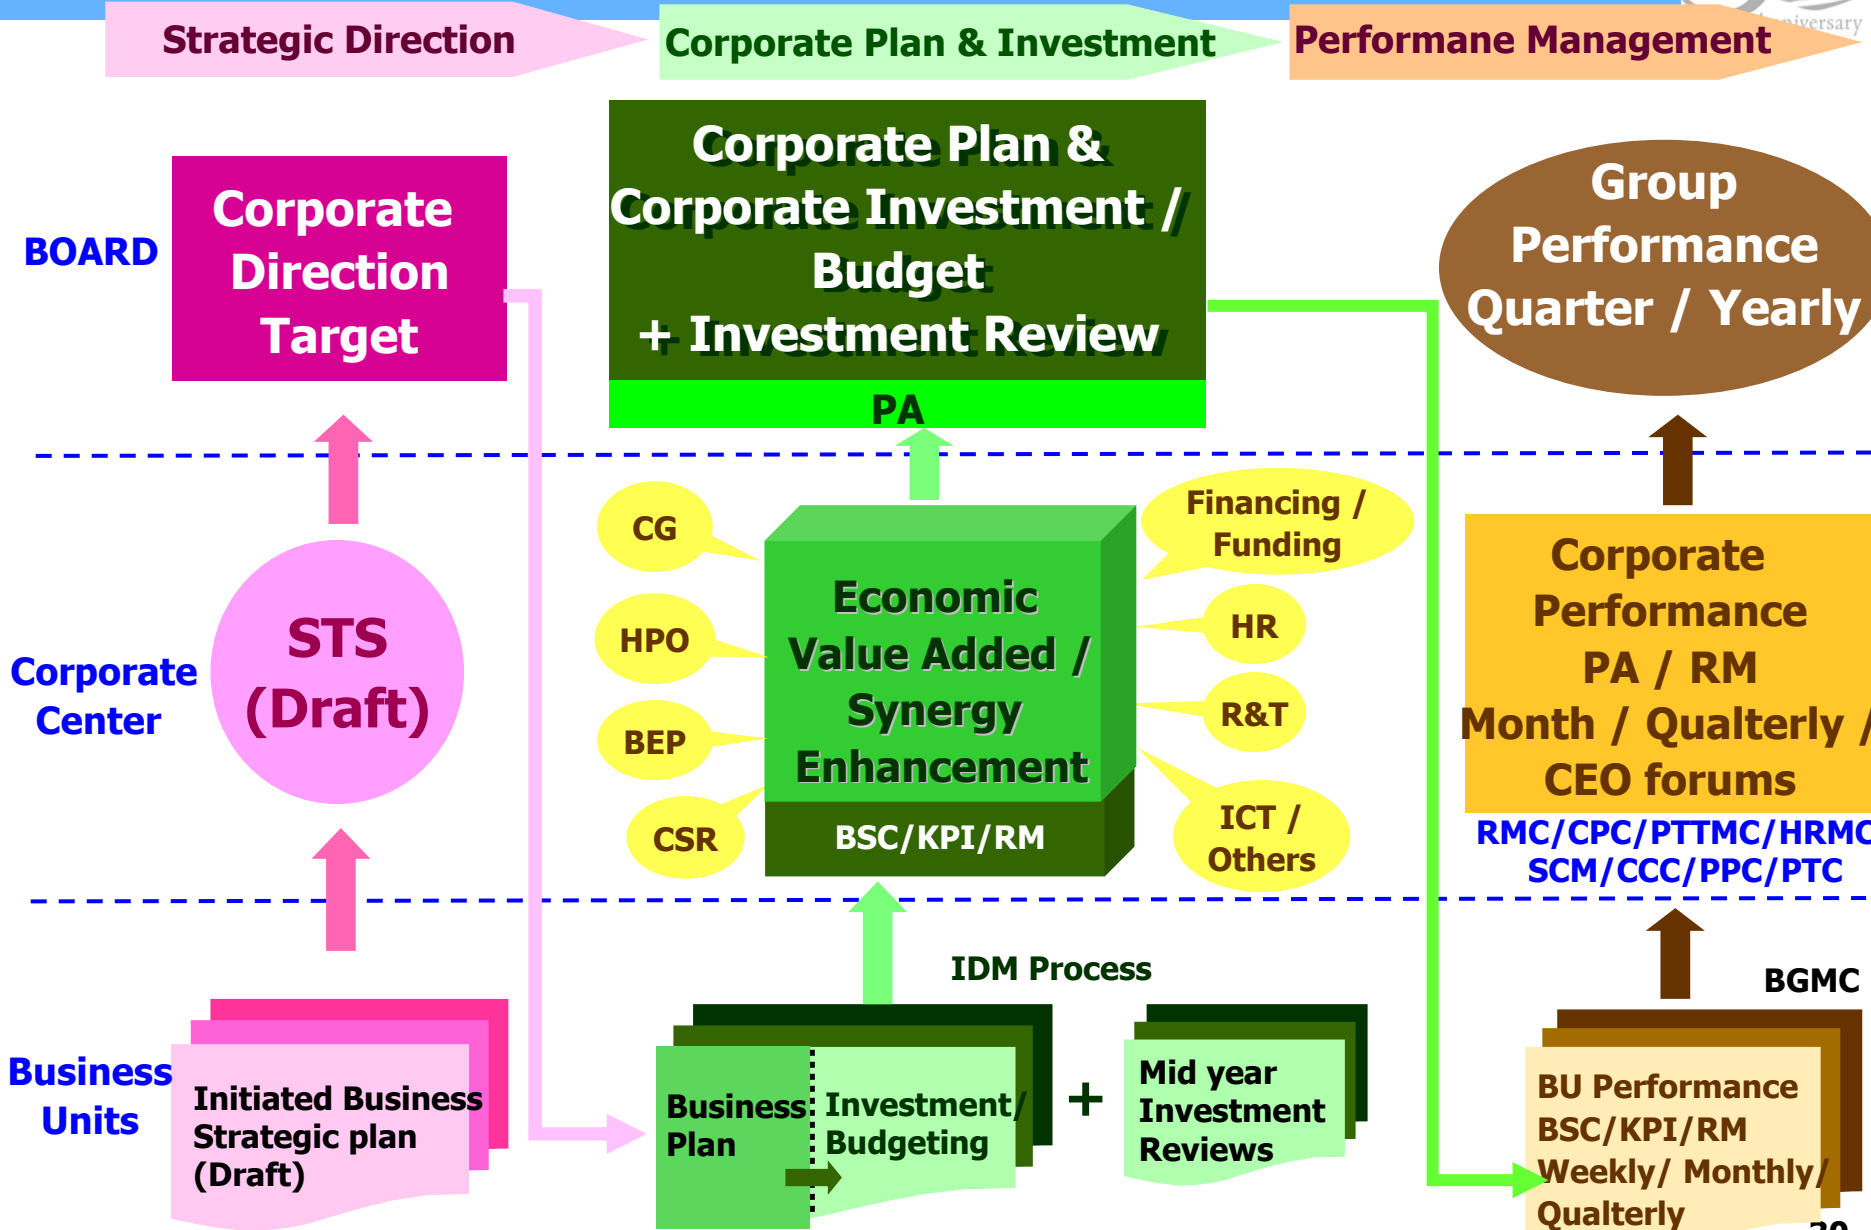 Strategic Direction
Corporate Plan & Investment
Performane Management
BOARD
Corporate
Direction
Target
Corporate Plan &
Corporate Investment /
Budget
+ Investment Review
PA
Group
Performance
Quarter / Yearly
Corporate
Center
STS
(Draft)
CG
HPO
BEP
CSR
Economic
Value Added /
Synergy
Enhancement
BSC/KPI/RM
Financing /
Funding
HR
R&T
ICT /
Others
Corporate
Performance
PA / RM
Month / Qualterly /
CEO forums
RMC/CPC/PTTMC/HRMC
SCM/CCC/PPC/PTC
IDM Process
BGMC
Business
Units
Initiated Business
Strategic plan
(Draft)
Business
Plan
Investment/
Budgeting
+
Mid year
Investment
Reviews
BU Performance
BSC/KPI/RM
Weekly/ Monthly/
Qualterly